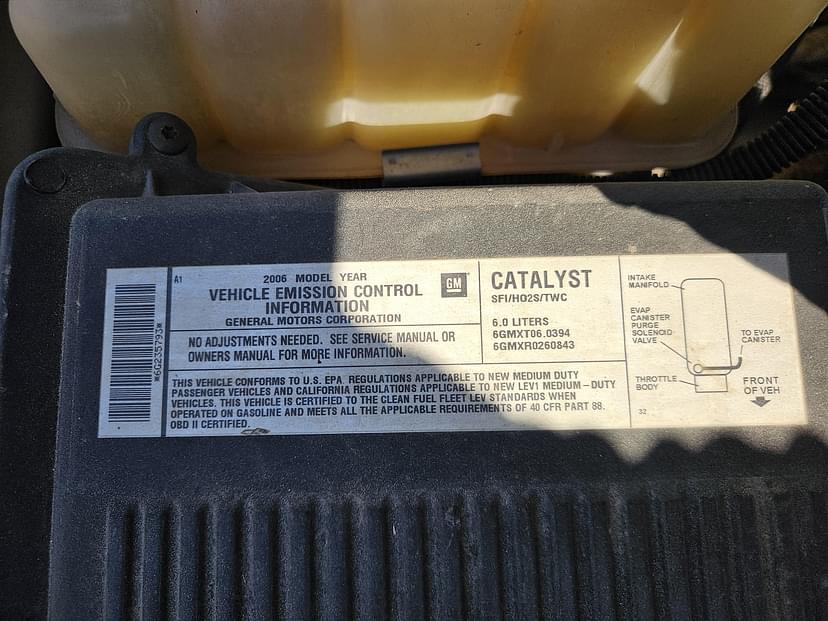 *6G235793*
A1
2006 MODEL YEAR
VEHICLE EMISSION CONTROL
INFORMATION
GENERAL MOTORS CORPORATION
GM
NO ADJUSTMENTS NEEDED. SEE SERVICE MANUAL OR
OWNERS MANUAL FOR MORE INFORMATION.
THIS VEHICLE CONFORMS TO U.S. EPA REGULATIONS APPLICABLE TO NEW MEDIUM DUTY
PASSENGER VEHICLES AND CALIFORNIA REGULATIONS APPLICABLE TO NEW LEV1 MEDIUM-DUTY
VEHICLES. THIS VEHICLE IS CERTIFIED TO THE CLEAN FUEL FLEET LEV STANDARDS WHEN
OPERATED ON GASOLINE AND MEETS ALL THE APPLICABLE REQUIREMENTS OF 40 CFR PART 88.
OBD II CERTIFIED.
CATALYST
SFI/HO2S/TWC
6.0 LITERS
6GMXT06.0394
6GMXR0260843
INTAKE
MANIFOLD
EVAP
CANISTER
PURGE
SOLENOID
VALVE
TO EVAP
CANISTER
THROTTLE
BODY
FRONT
OF VEH
32